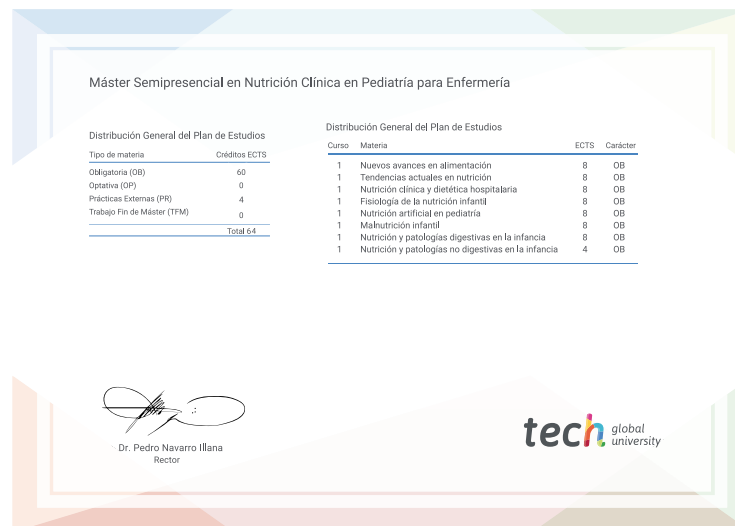 Máster Semipresencial en Nutrición Clínica en Pediatría para Enfermería
Distribución General del Plan de Estudios
Tipo de materia Créditos ECTS
Obligatoria (OB) 60
Optativa (OP) 0
Prácticas Externas (PR) 4
Trabajo Fin de Máster (TFM) 0
Total 64
Distribución General del Plan de Estudios
Curso Materia ECTS Carácter
1 Nuevos avances en alimentación 8 OB
1 Tendencias actuales en nutrición 8 OB
1 Nutrición clínica y dietética hospitalaria 8 OB
1 Fisiología de la nutrición infantil 8 OB
1 Nutrición artificial en pediatría 8 OB
1 Malnutrición infantil 8 OB
1 Nutrición y patologías digestivas en la infancia 8 OB
1 Nutrición y patologías no digestivas en la infancia 4 OB
Dr. Pedro Navarro Illana
Rector
tech global university